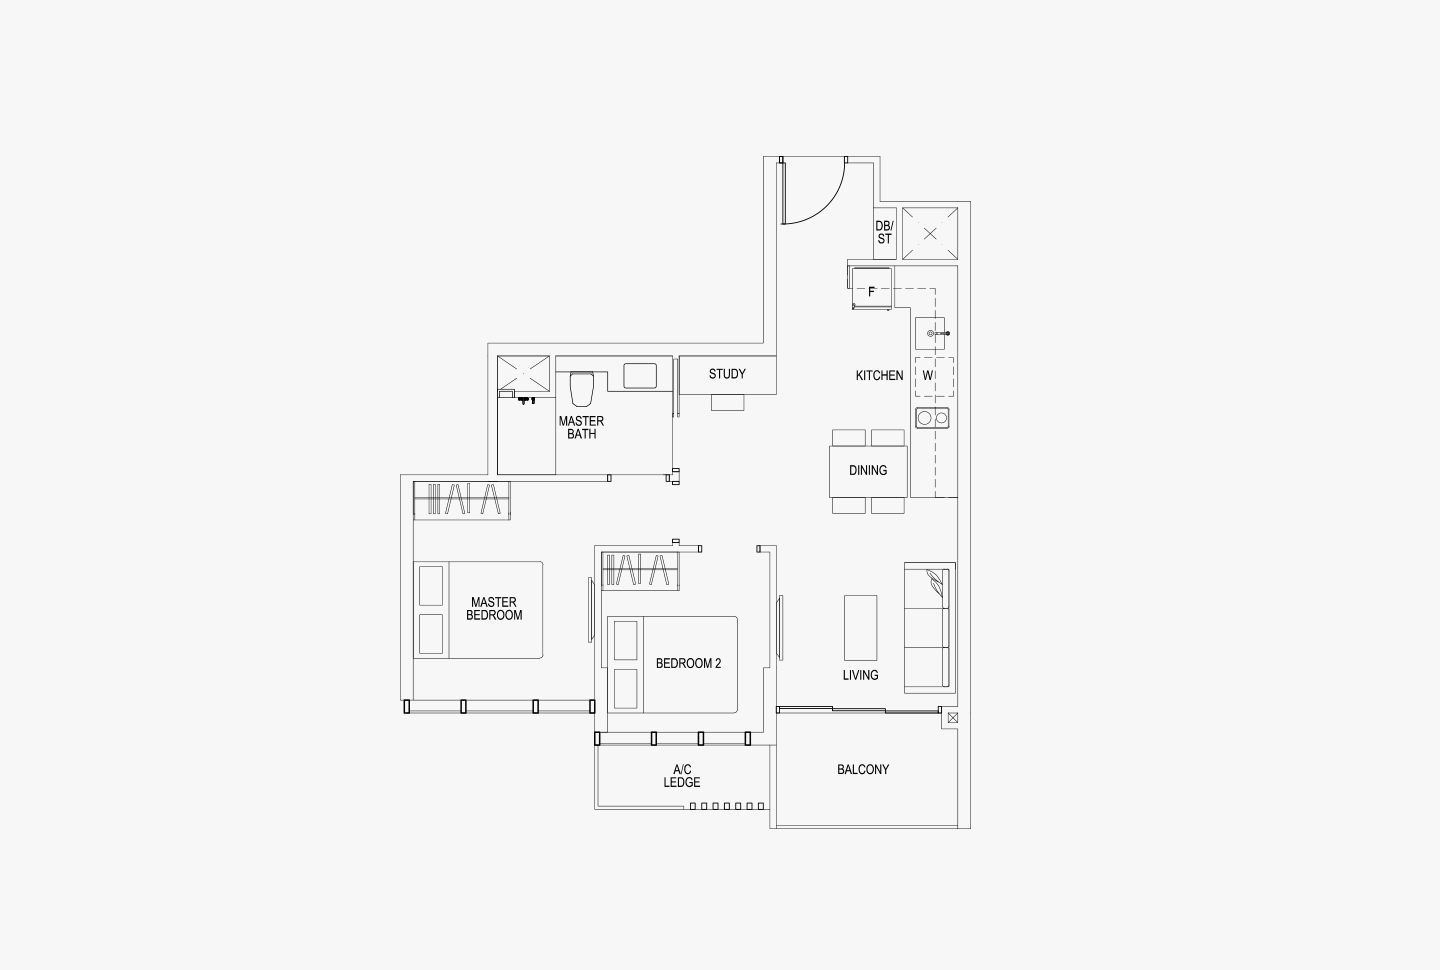 DB/
ST
F
STUDY
KITCHEN
W
MASTER
BATH
DINING
MASTER
BEDROOM
BEDROOM 2
LIVING
A/C
LEDGE
BALCONY